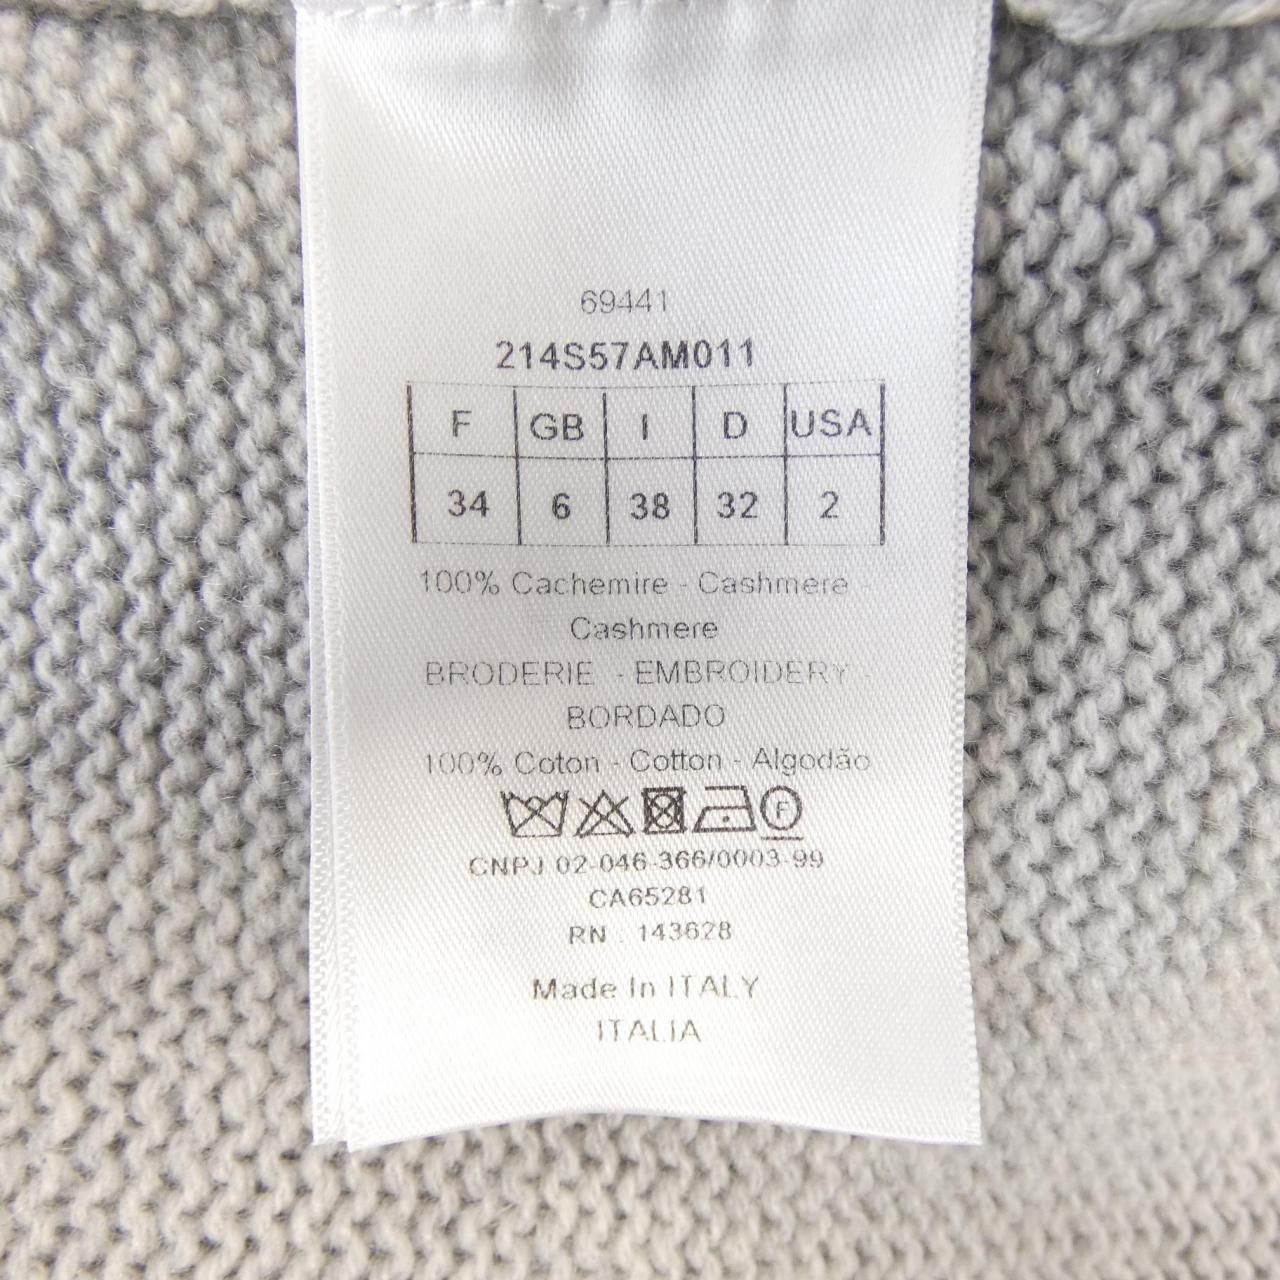 69441
214S57AM011
F GB I D USA
34 6 38 32 2
100% Cachemire - Cashmere
Cashmere
BRODERIE - EMBROIDERY
BORDADO
100% Coton - Cotton - Algodão
F
CNPJ 02-046-366/0003-99
CA65281
RN : 143628
Made In ITALY
ITALIA